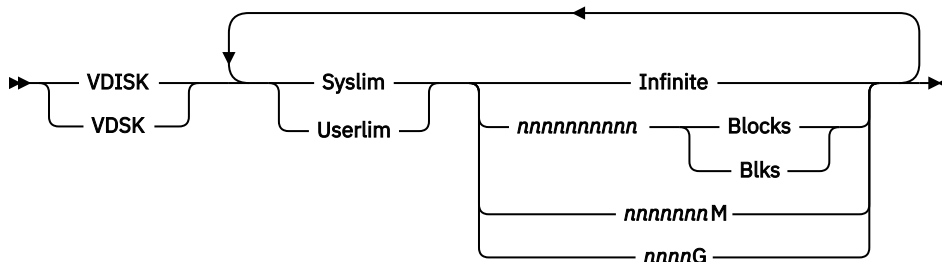 VDISK Syslim Infinite
VDSK Userlim nnnnnnnnnn Blocks
Blks
nnnnnnnM
nnnnG